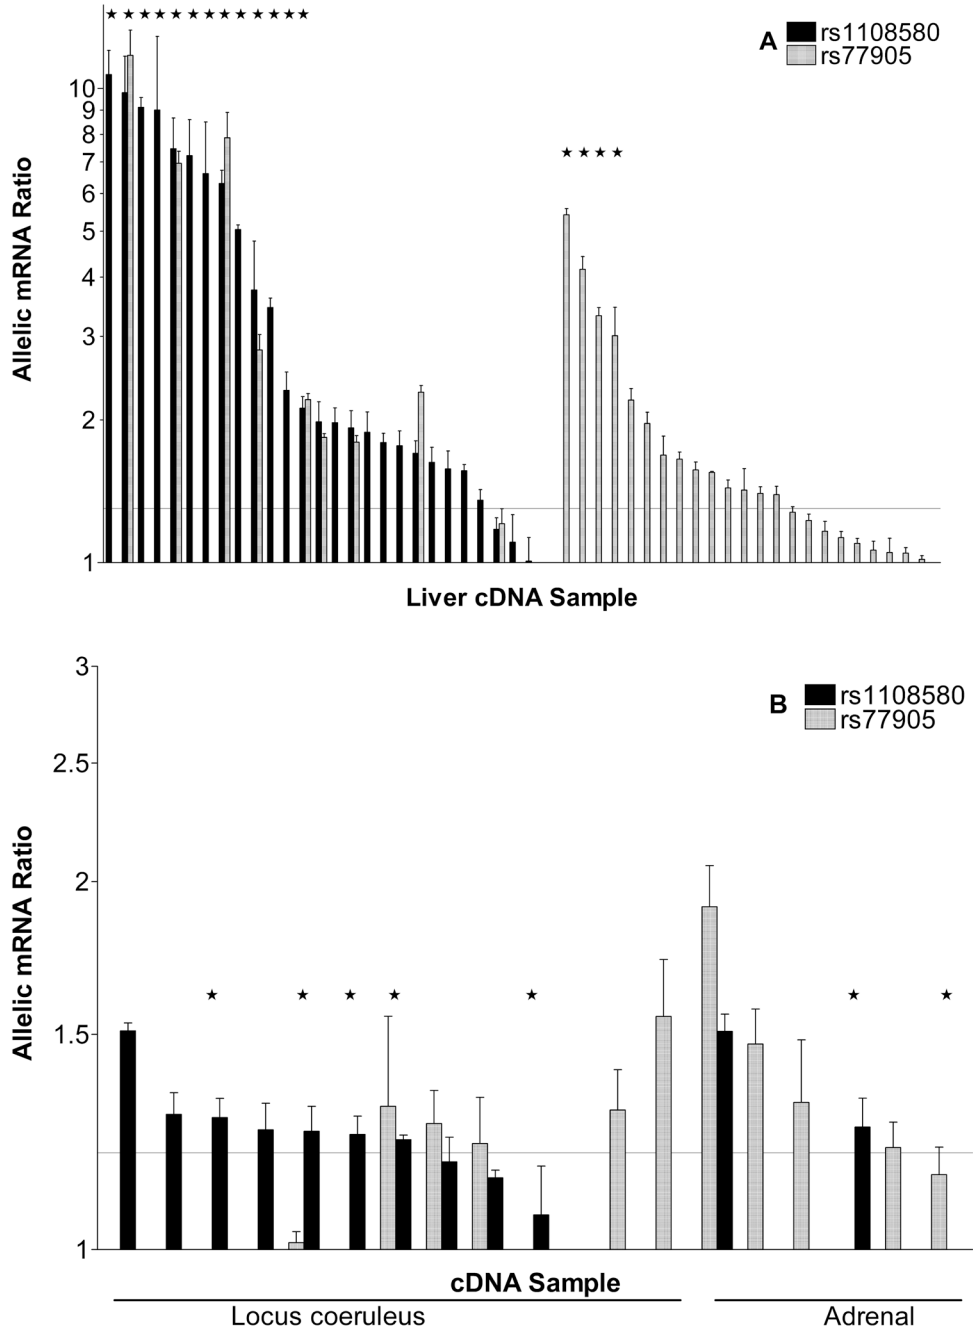 A
rs1108580
rs77905
Allelic mRNA Ratio
10
9
8
7
6
5
4
3
2
1
Liver cDNA Sample
B
rs1108580
rs77905
Allelic mRNA Ratio
3
2.5
2
1.5
1
cDNA Sample
Locus coeruleus
Adrenal